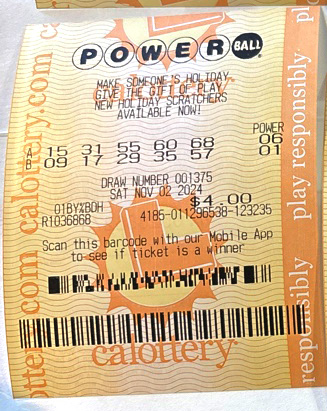 POWERBALL
MAKE SOMEONE'S HOLIDAY
GIVE THE GIFT OF PLAY
NEW HOLIDAY SCRATCHERS
AVAILABLE NOW!
POWER
A 15 31 55 60 68 06
B 09 17 29 35 57 01
DRAW NUMBER 001375
SAT NOV 02 2024
$4.00
01BYXBDH
R1036868
4185-011296538-123235
Scan this barcode with our Mobile App
to see if ticket is a winner
calottery
calottery.com
play responsibly